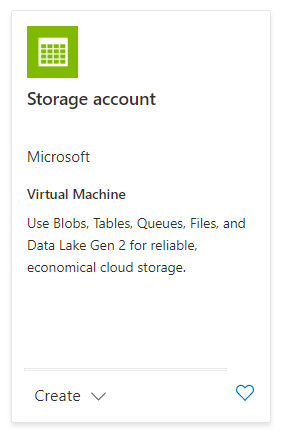 Storage account
Microsoft
Virtual Machine
Use Blobs, Tables, Queues, Files, and
Data Lake Gen 2 for reliable,
economical cloud storage.
Create